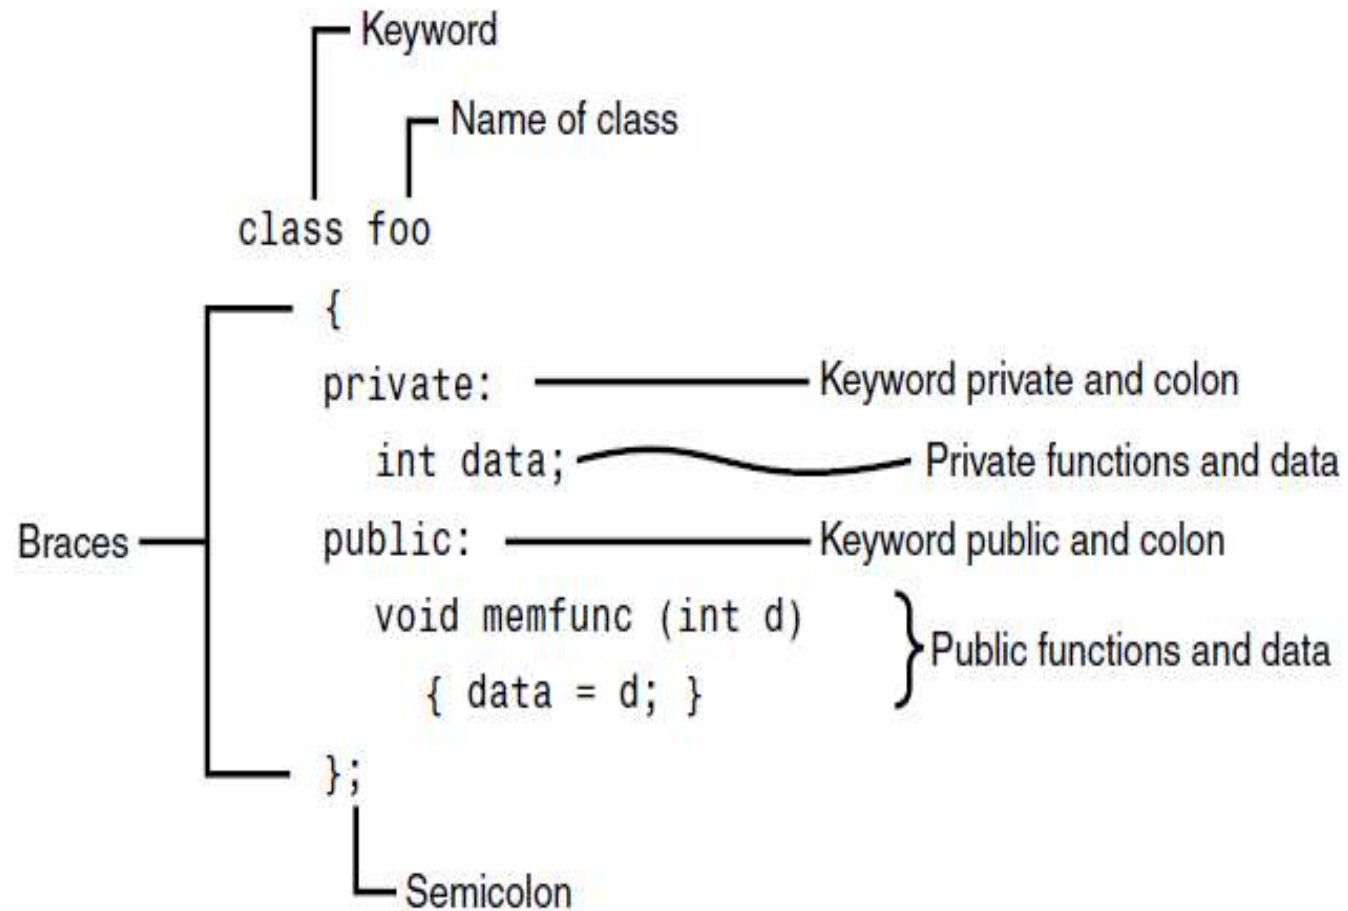 Keyword
Name of class
class foo
{
private: Keyword private and colon
int data; Private functions and data
Braces public: Keyword public and colon
void memfunc (int d)
Public functions and data
{ data = d; }
};
Semicolon